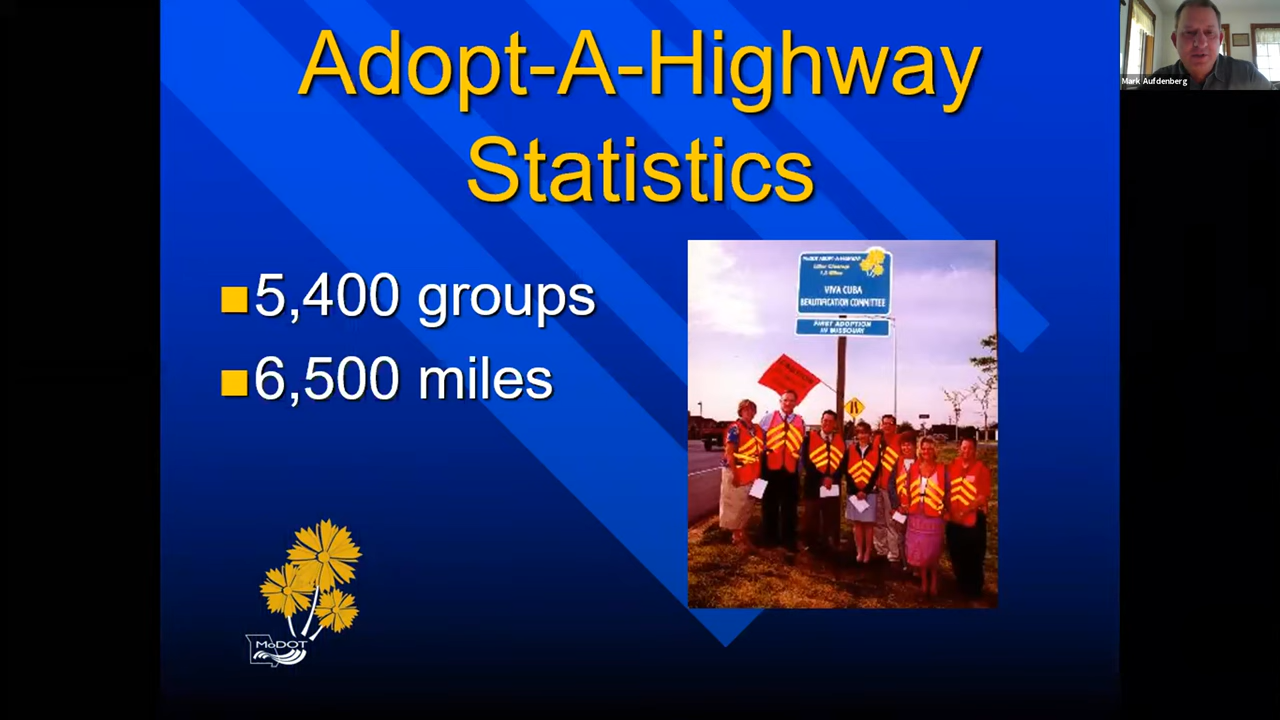 Adopt-A-Highway
Statistics
Mark Aufdenberg
5,400 groups
6,500 miles
VIVA CUBA
BEAUTIFICATION COMMITTEE
FIRST ADOPTION
IN MISSOURI
MoDOT